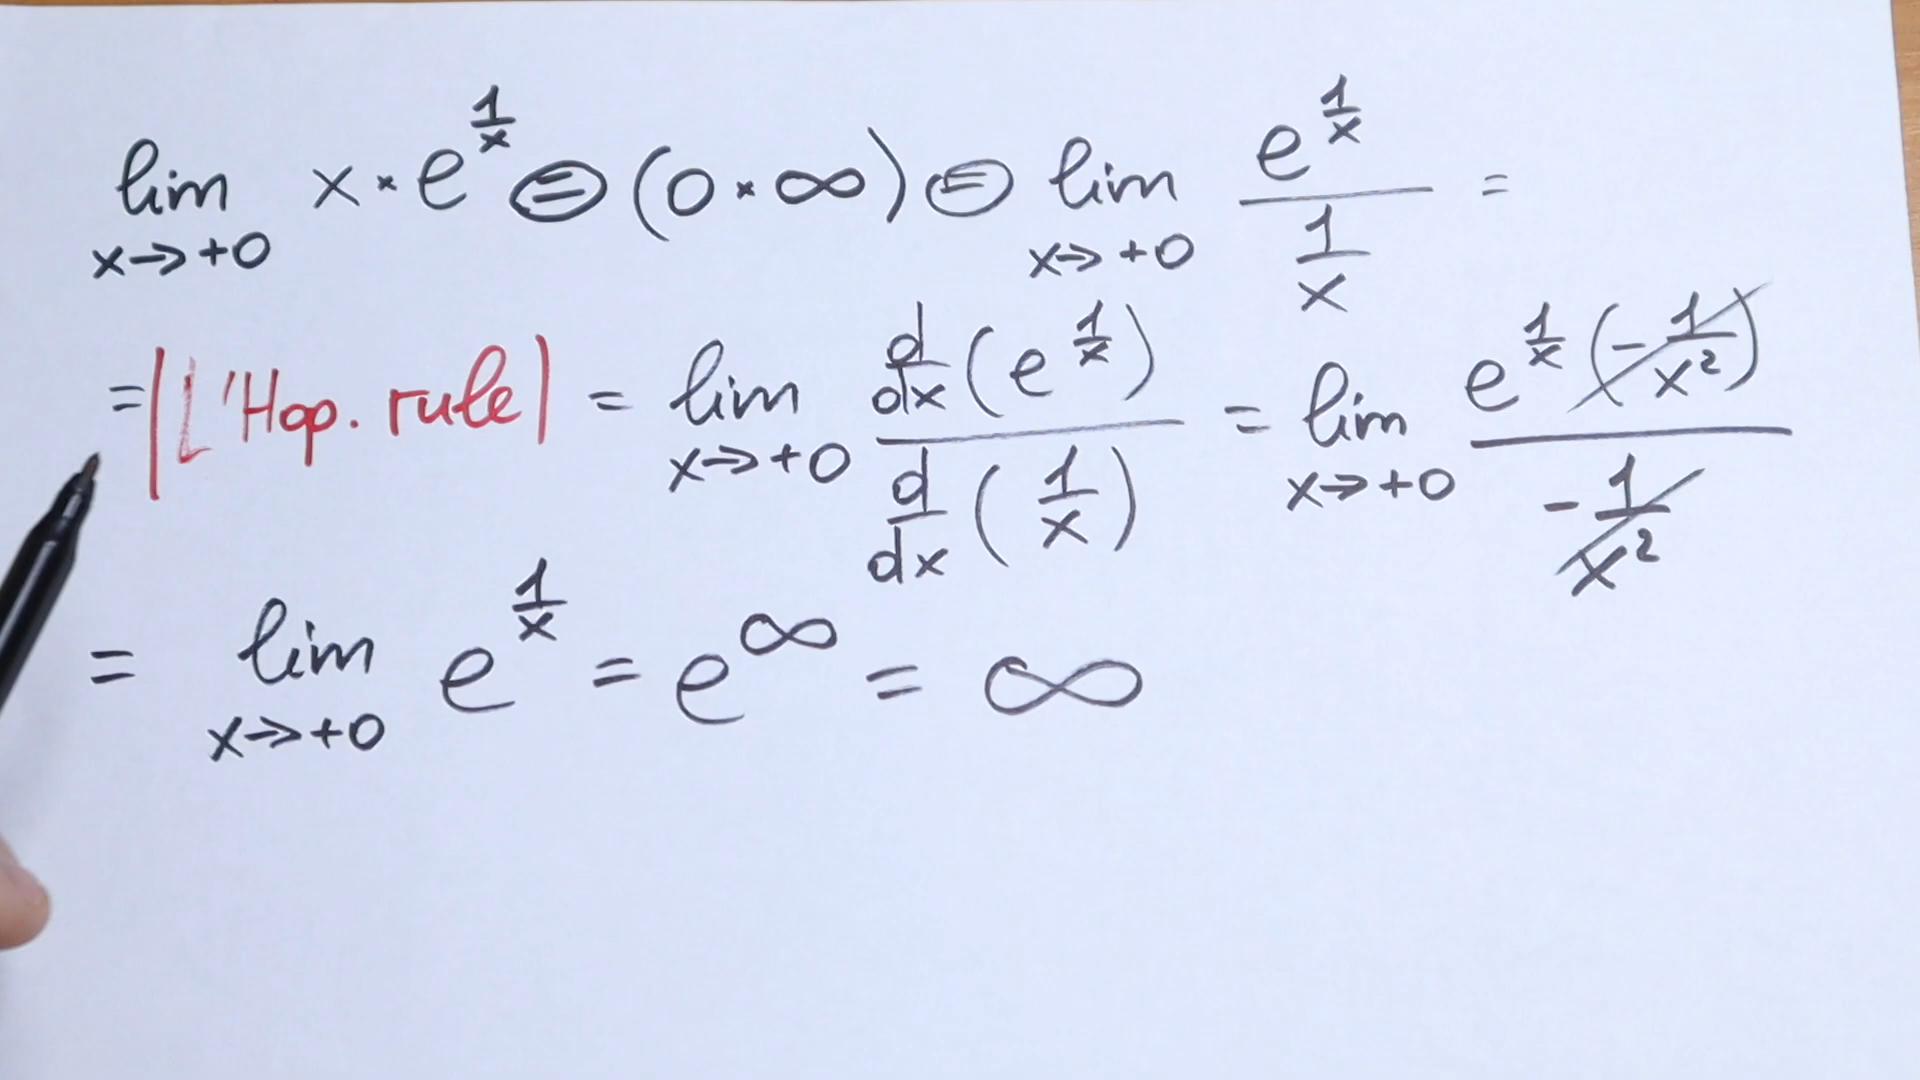 lim x→+0 x · e^{1/x} = (0 · ∞) = lim x→+0 e^{1/x} / (1/x) =
= | L'Hop. rule | = lim x→+0 d/dx (e^{1/x}) / d/dx (1/x) = lim x→+0 e^{1/x} (-1/x²) / -1/x²
= lim x→+0 e^{1/x} = e^∞ = ∞